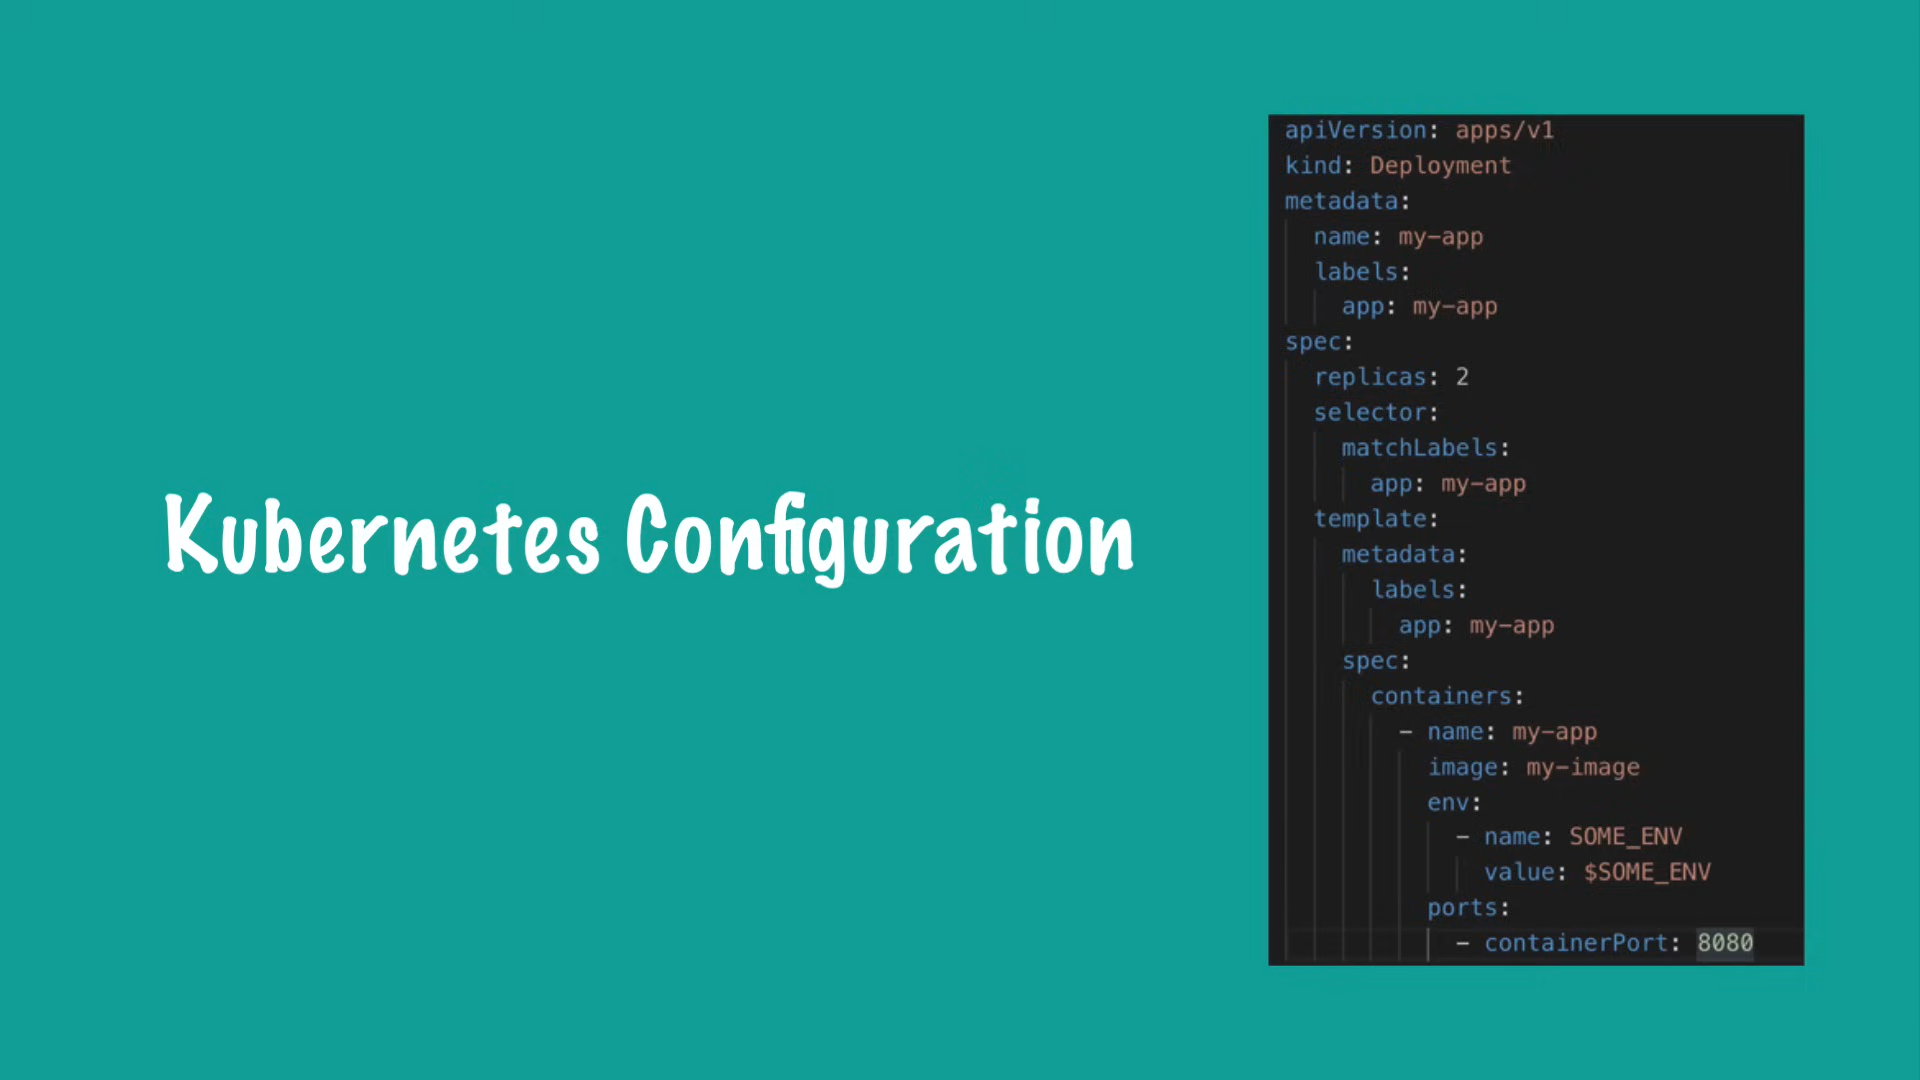 Kubernetes Configuration
apiVersion: apps/v1
kind: Deployment
metadata:
  name: my-app
  labels:
    app: my-app
spec:
  replicas: 2
  selector:
    matchLabels:
      app: my-app
  template:
    metadata:
      labels:
        app: my-app
    spec:
      containers:
        - name: my-app
          image: my-image
          env:
            - name: SOME_ENV
              value: $SOME_ENV
          ports:
            - containerPort: 8080